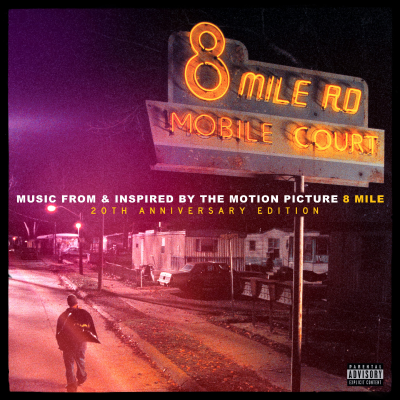 8 MILE RD
MOBILE COURT
MUSIC FROM & INSPIRED BY THE MOTION PICTURE 8 MILE
20TH ANNIVERSARY EDITION
PARENTAL
ADVISORY
EXPLICIT CONTENT